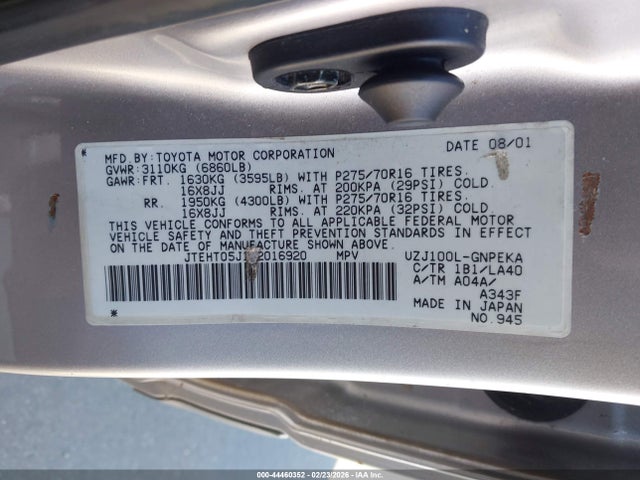 MFD.BY:TOYOTA MOTOR CORPORATION DATE 08/01
GVWR:3110KG (6860LB)
GAWR:FRT. 1630KG (3595LB) WITH P275/70R16 TIRES.
16X8JJ RIMS. AT 200KPA (29PSI) COLD.
RR. 1950KG (4300LB) WITH P275/70R16 TIRES.
16X8JJ RIMS. AT 220KPA (32PSI) COLD.
THIS VEHICLE CONFORMS TO ALL APPLICABLE FEDERAL MOTOR
VEHICLE SAFETY AND THEFT PREVENTION STANDARDS IN EFFECT
ON THE DATE OF MANUFACTURE SHOWN ABOVE.
MPV UZJ100L-GNPEKA
C/TR 1B1/LA40
A/TM A04A/
A343F
MADE IN JAPAN
NO.945
000-44460352 - 02/23/2026 - COPYRIGHT IAA, LLC.